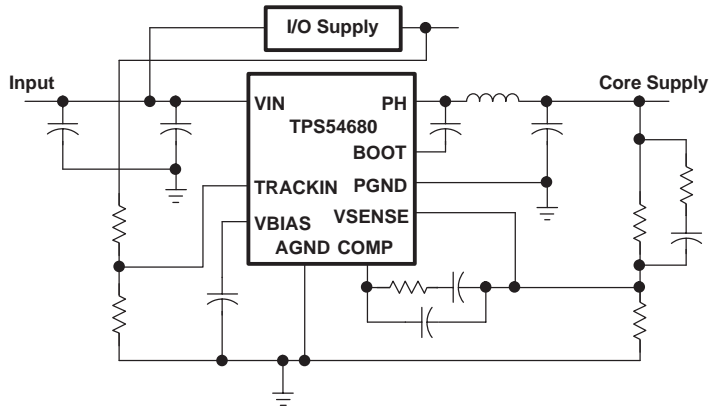 I/O Supply
Input
Core Supply
VIN
PH
TPS54680
BOOT
TRACKIN
PGND
VBIAS
VSENSE
AGND COMP